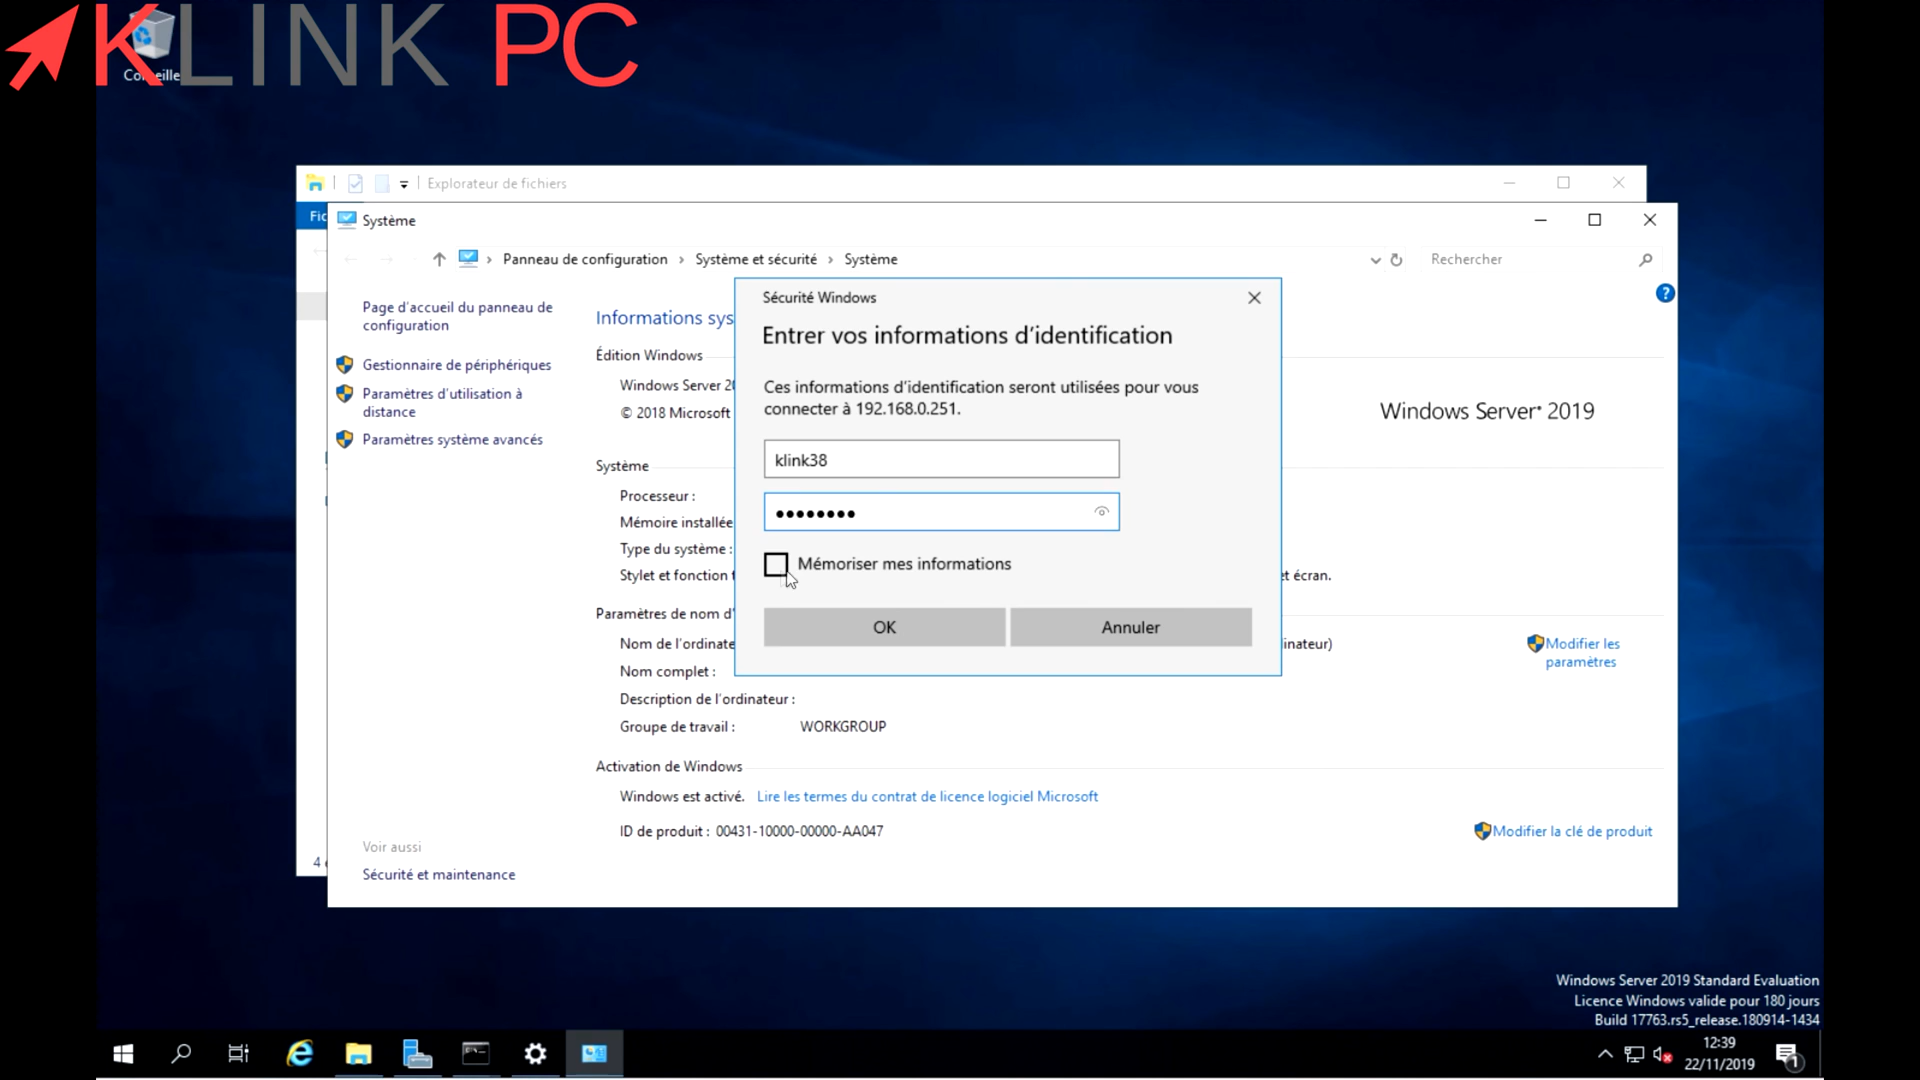 KLINK PC
Explorateur de fichiers
Système
Panneau de configuration › Système et sécurité › Système
Rechercher
Page d'accueil du panneau de
configuration
Gestionnaire de périphériques
Paramètres d'utilisation à
distance
Paramètres système avancés
Voir aussi
Sécurité et maintenance
Informations sys
Édition Windows
Windows Server 20
© 2018 Microsoft
Windows Server 2019
Système
Processeur :
Mémoire installée
Type du système :
Stylet et fonction t
et écran.
Paramètres de nom d'
Nom de l'ordinate
inateur)
Modifier les
paramètres
Nom complet :
Description de l'ordinateur :
Groupe de travail : WORKGROUP
Activation de Windows
Windows est activé. Lire les termes du contrat de licence logiciel Microsoft
ID de produit : 00431-10000-00000-AA047
Modifier la clé de produit
Sécurité Windows
Entrer vos informations d'identification
Ces informations d'identification seront utilisées pour vous
connecter à 192.168.0.251.
klink38
Mémoriser mes informations
OK
Annuler
Windows Server 2019 Standard Evaluation
Licence Windows valide pour 180 jours
Build 17763.rs5_release.180914-1434
12:39
22/11/2019
1